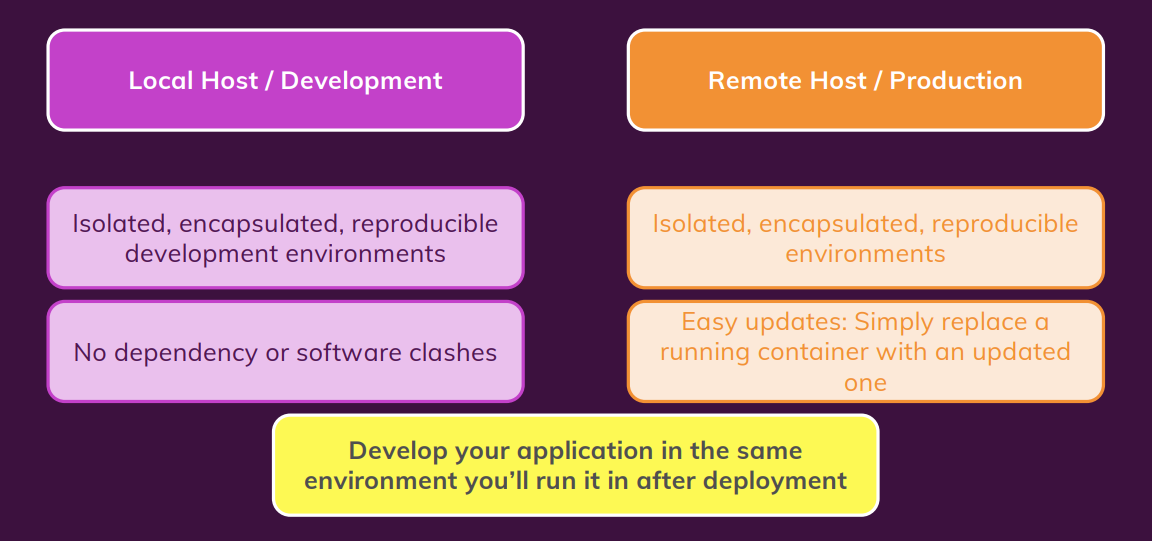 Local Host / Development
Remote Host / Production
Isolated, encapsulated, reproducible
development environments
Isolated, encapsulated, reproducible
environments
No dependency or software clashes
Easy updates: Simply replace a
running container with an updated
one
Develop your application in the same
environment you’ll run it in after deployment